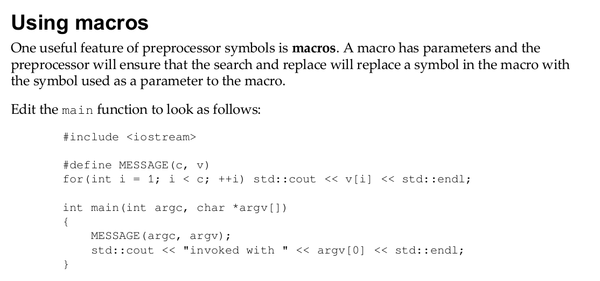 Using macros
One useful feature of preprocessor symbols is macros. A macro has parameters and the
preprocessor will ensure that the search and replace will replace a symbol in the macro with
the symbol used as a parameter to the macro.
Edit the main function to look as follows:
#include <iostream>
#define MESSAGE(c, v)
for(int i = 1; i < c; ++i) std::cout << v[i] << std::endl;
int main(int argc, char *argv[])
{
MESSAGE(argc, argv);
std::cout << "invoked with " << argv[0] << std::endl;
}